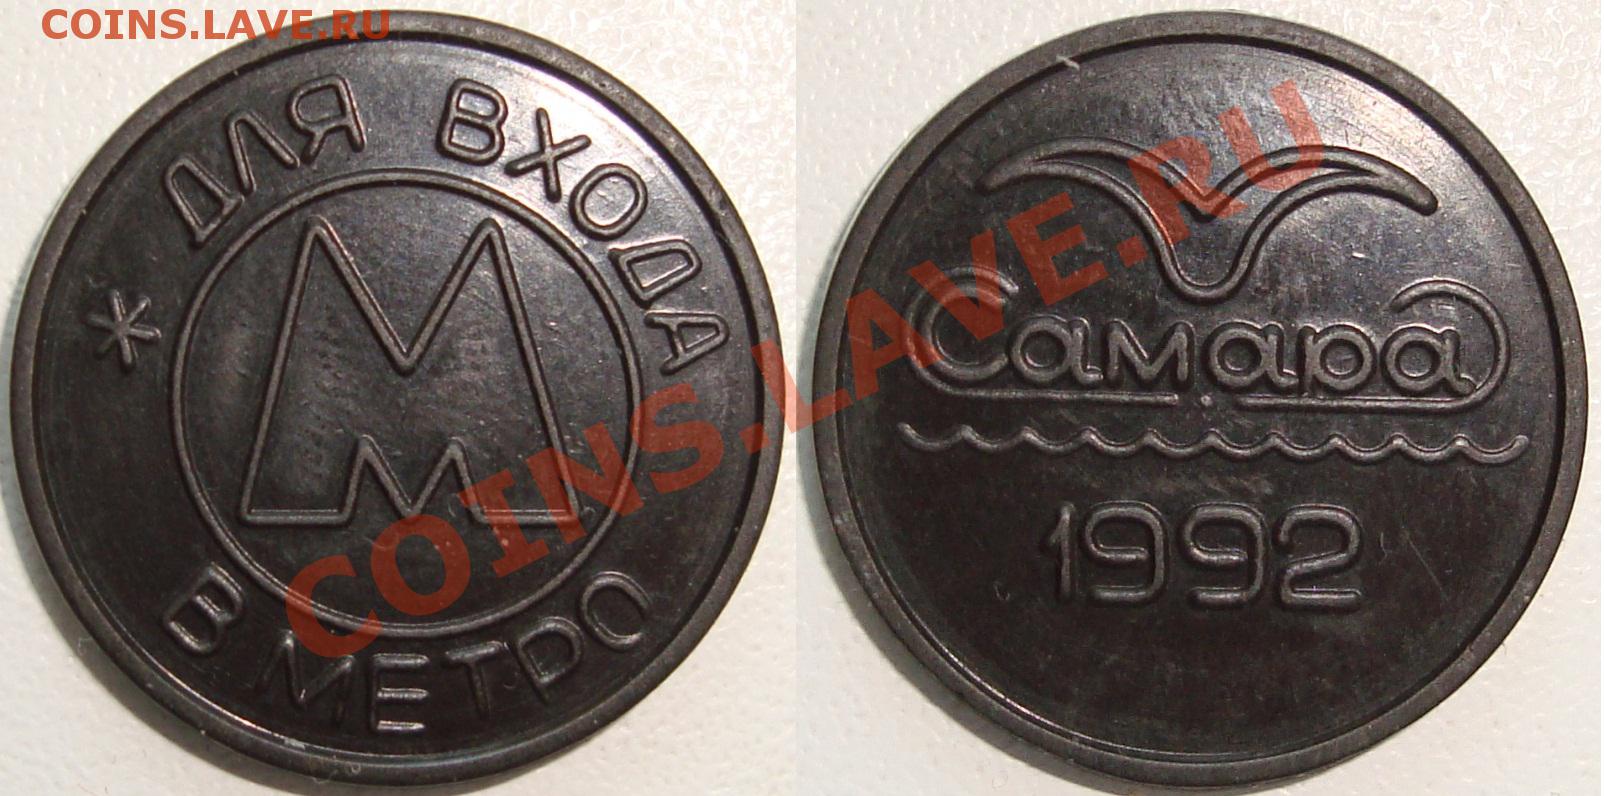 COINS.LAVE.RU
ДЛЯ ВХОДА
*
М
В МЕТРО
Самара
1992
COINS.LAVE.RU